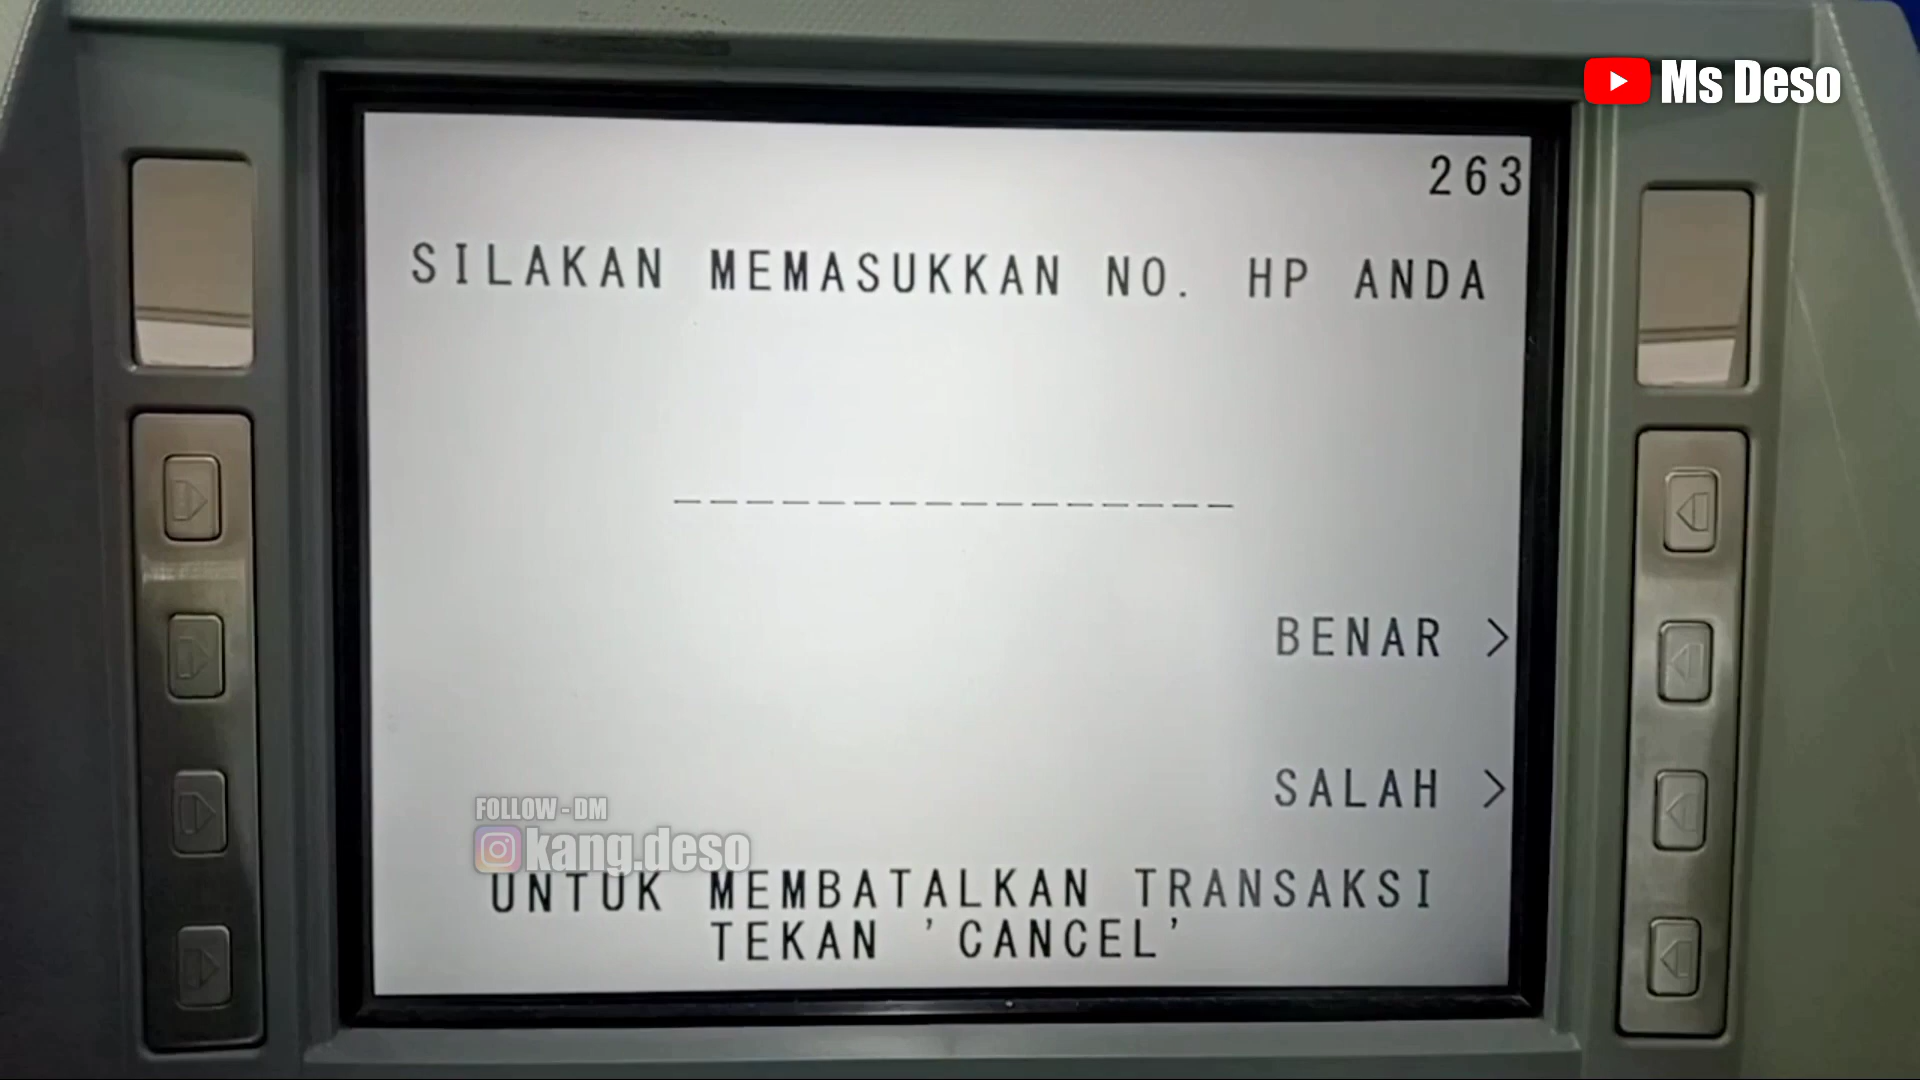 Ms Deso
263
SILAKAN MEMASUKKAN NO. HP ANDA
BENAR >
SALAH >
FOLLOW - DM
kang.deso
UNTUK MEMBATALKAN TRANSAKSI
TEKAN 'CANCEL'